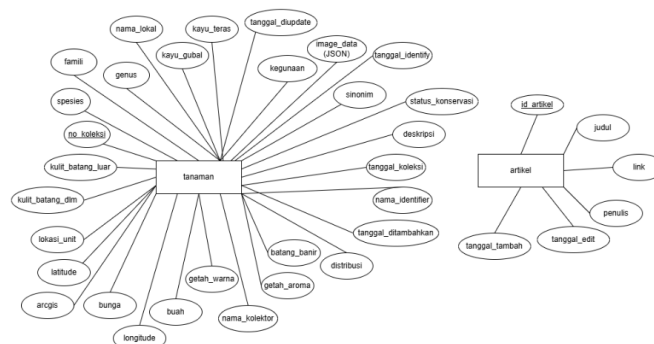 nama_lokal
kayu_teras
tanggal_diupdate
image_data
(JSON)
tanggal_identify
famili
genus
kayu_gubal
kegunaan
sinonim
status_konservasi
spesies
no_koleksi
deskripsi
kulit_batang_luar
tanaman
tanggal_koleksi
kulit_batang_dlm
nama_identifier
lokasi_unit
tanggal_ditambahkan
latitude
batang_banir
distribusi
arcgis
bunga
getah_warna
getah_aroma
buah
nama_kolektor
longitude
id_artikel
judul
artikel
link
penulis
tanggal_tambah
tanggal_edit